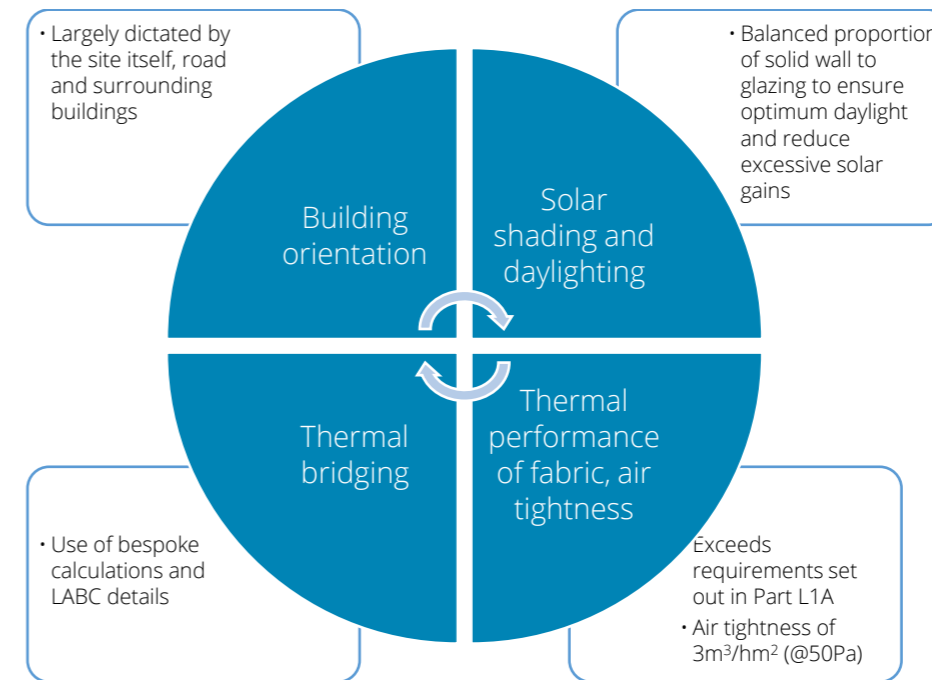 • Largely dictated by
the site itself, road
and surrounding
buildings
• Balanced proportion
of solid wall to
glazing to ensure
optimum daylight
and reduce
excessive solar
gains
Building
orientation
Solar
shading and
daylighting
Thermal
bridging
Thermal
performance
of fabric, air
tightness
• Use of bespoke
calculations and
LABC details
Exceeds
requirements set
out in Part L1A
• Air tightness of
3m³/hm² (@50Pa)